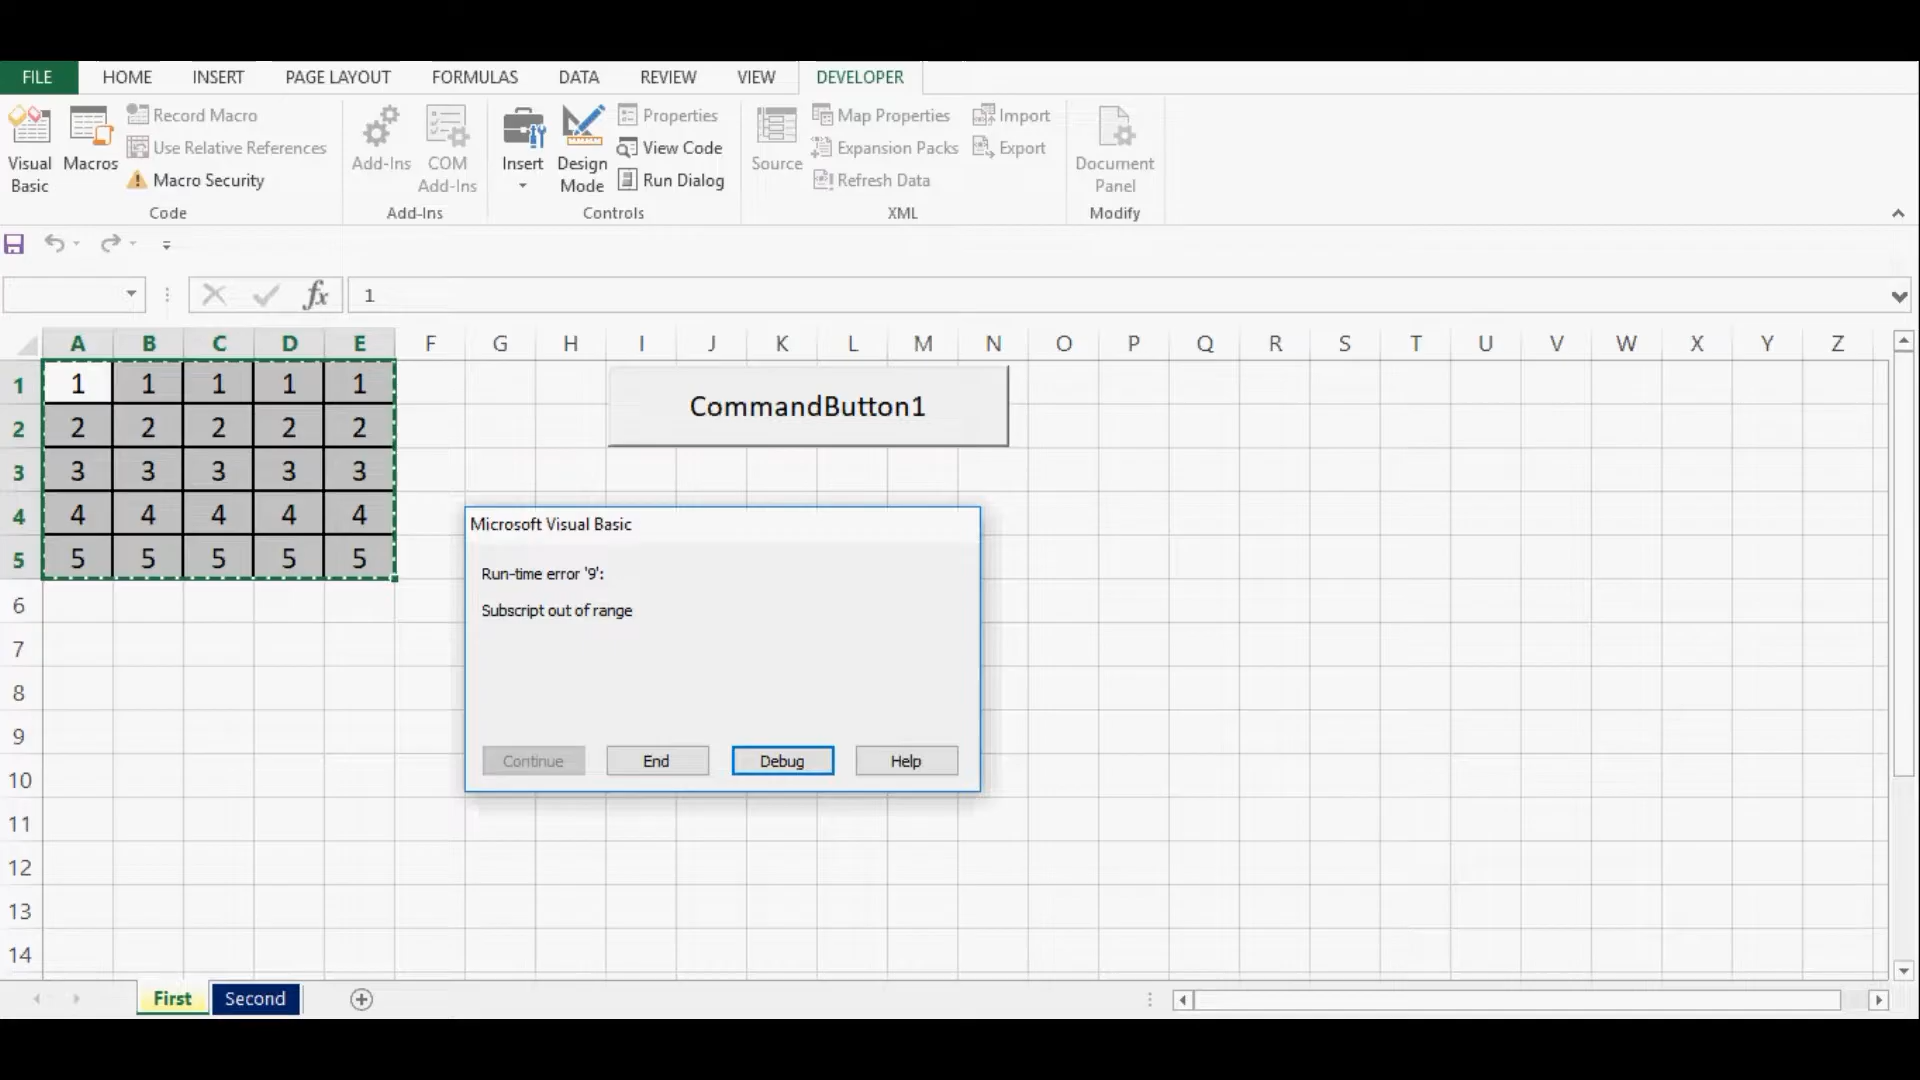 FILE HOME INSERT PAGE LAYOUT FORMULAS DATA REVIEW VIEW DEVELOPER
Visual Basic
Macros
Record Macro
Use Relative References
Macro Security
Code
Add-Ins
COM Add-Ins
Add-Ins
Insert
Design Mode
Properties
View Code
Run Dialog
Controls
Source
Map Properties
Expansion Packs
Refresh Data
Import
Export
XML
Document Panel
Modify
fx 1
A B C D E F G H I J K L M N O P Q R S T U V W X Y Z
1 1 1 1 1 1
CommandButton1
2 2 2 2 2 2
3 3 3 3 3 3
4 4 4 4 4 4
5 5 5 5 5 5
6
7
8
9
10
11
12
13
14
Microsoft Visual Basic
Run-time error '9':
Subscript out of range
Continue End Debug Help
First Second